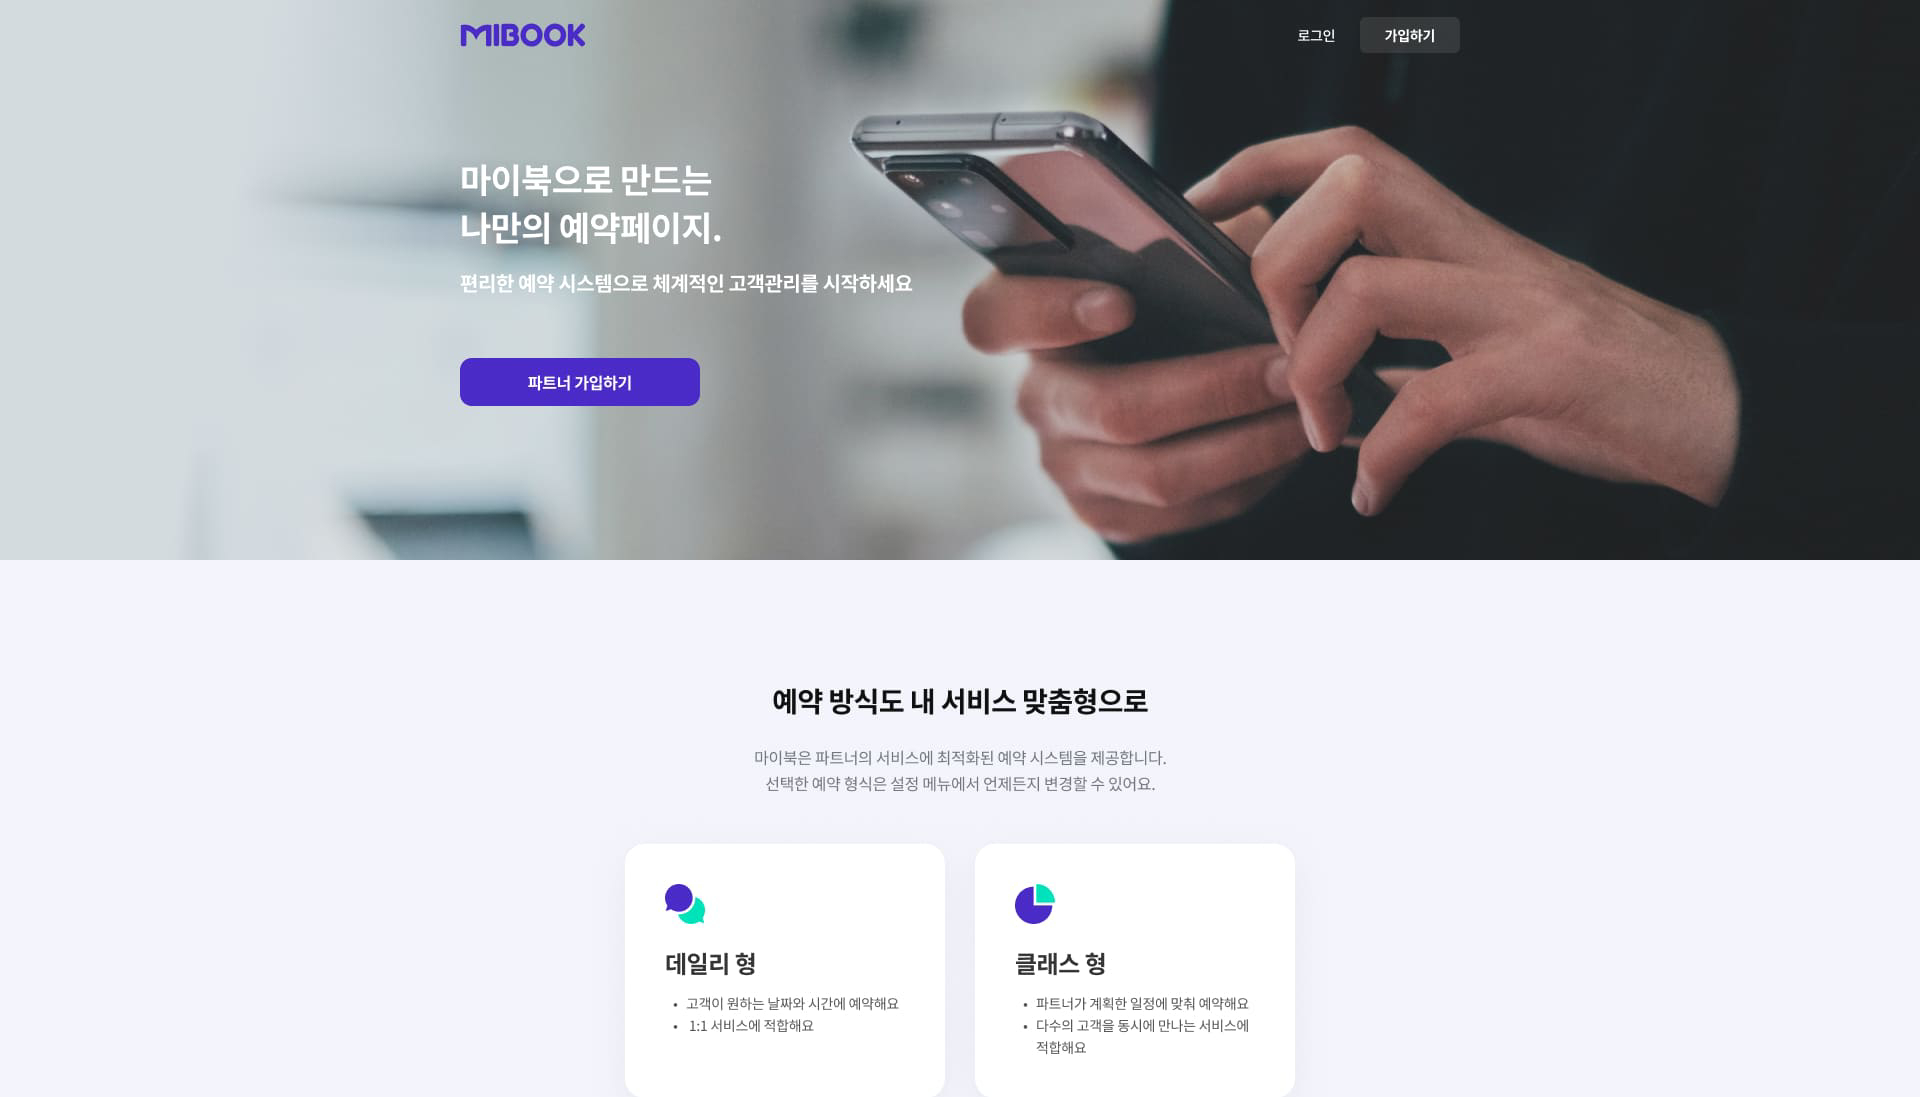 MIBOOK
로그인
가입하기
마이북으로 만드는
나만의 예약페이지.
편리한 예약 시스템으로 체계적인 고객관리를 시작하세요
파트너 가입하기
예약 방식도 내 서비스 맞춤형으로
마이북은 파트너의 서비스에 최적화된 예약 시스템을 제공합니다.
선택한 예약 형식은 설정 메뉴에서 언제든지 변경할 수 있어요.
데일리 형
• 고객이 원하는 날짜와 시간에 예약해요
• 1:1 서비스에 적합해요
클래스 형
• 파트너가 계획한 일정에 맞춰 예약해요
• 다수의 고객을 동시에 만나는 서비스에
적합해요